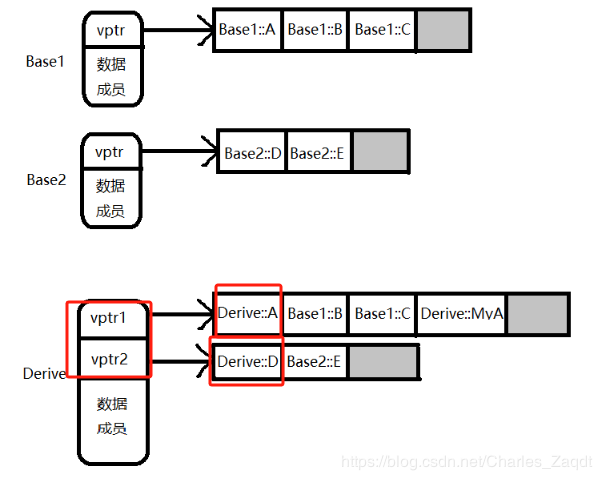 vptr
Base1::A Base1::B Base1::C
Base1
数据
成员
vptr
Base2::D Base2::E
Base2
数据
成员
vptr1
Derive::A Base1::B Base1::C Derive::MvA
vptr2
Derive::D Base2::E
Derive
数据
成员
https://blog.csdn.net/Charles_Zaqdt